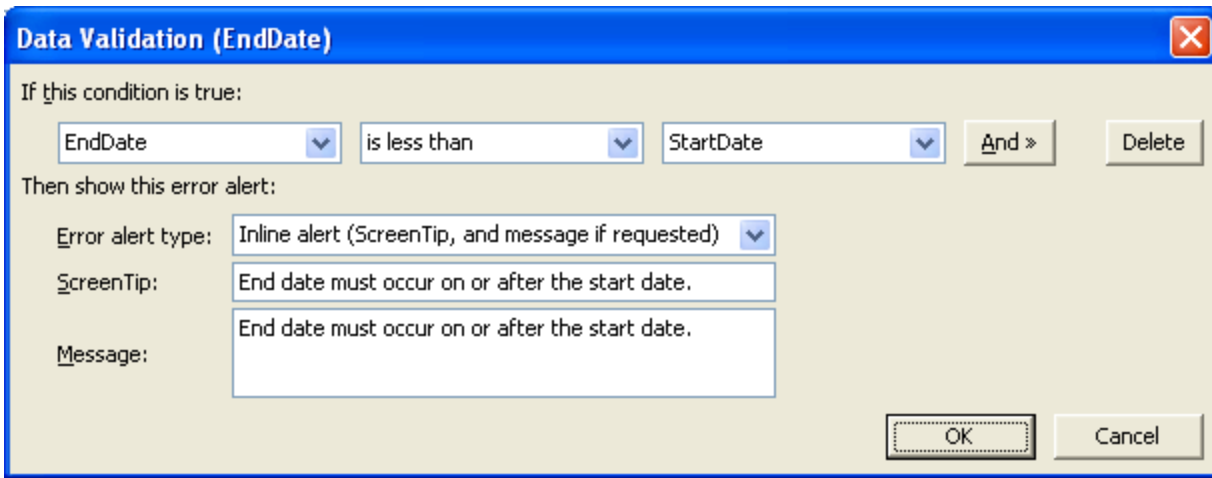 Data Validation (EndDate)
If this condition is true:
EndDate is less than StartDate And » Delete
Then show this error alert:
Error alert type: Inline alert (ScreenTip, and message if requested)
ScreenTip: End date must occur on or after the start date.
End date must occur on or after the start date.
Message:
OK Cancel